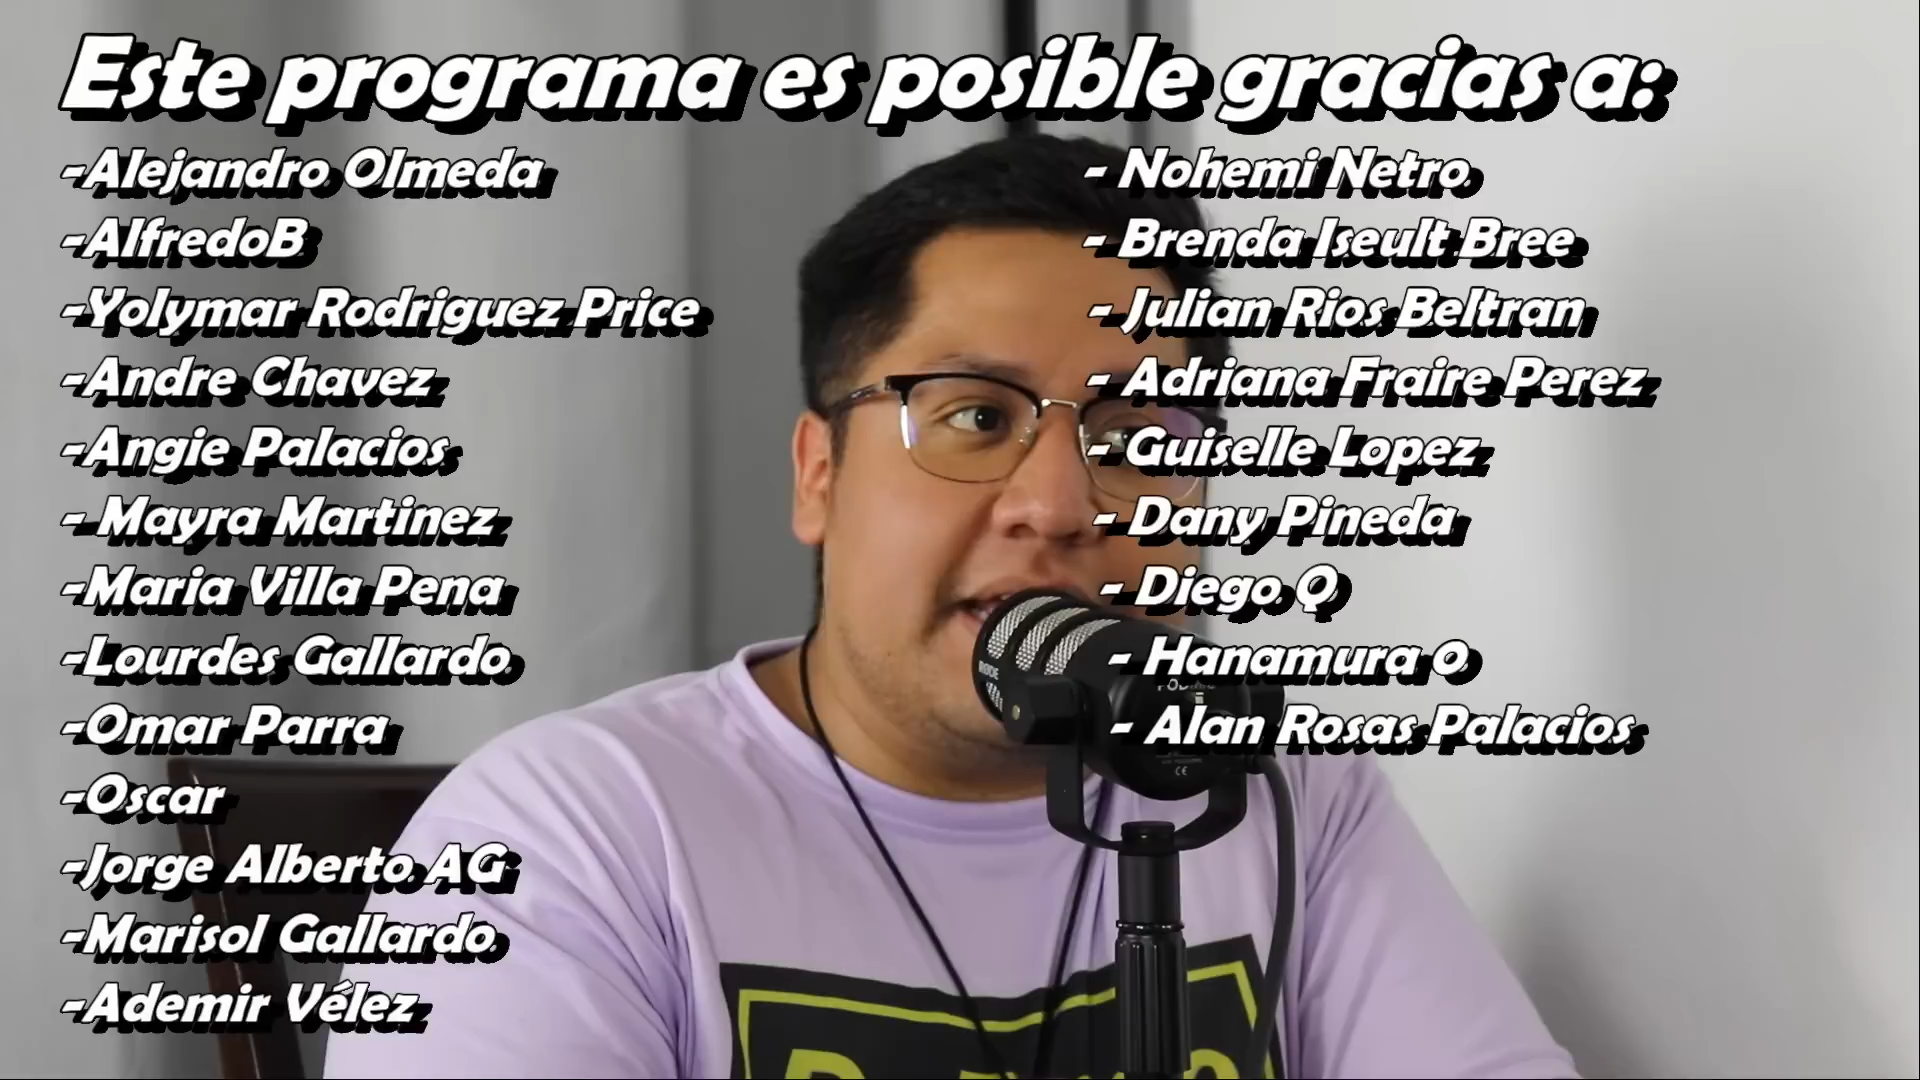 Este programa es posible gracias a:
-Alejandro Olmeda
-AlfredoB
-Yolymar Rodriguez Price
-Andre Chavez
-Angie Palacios
- Mayra Martinez
-Maria Villa Pena
-Lourdes Gallardo
-Omar Parra
-Oscar
-Jorge Alberto AG
-Marisol Gallardo
-Ademir Vélez
- Nohemi Netro
- Brenda Iseult Bree
- Julian Rios Beltran
- Adriana Fraire Perez
- Guiselle Lopez
- Dany Pineda
- Diego Q
- Hanamura 0
- Alan Rosas Palacios
RØDE